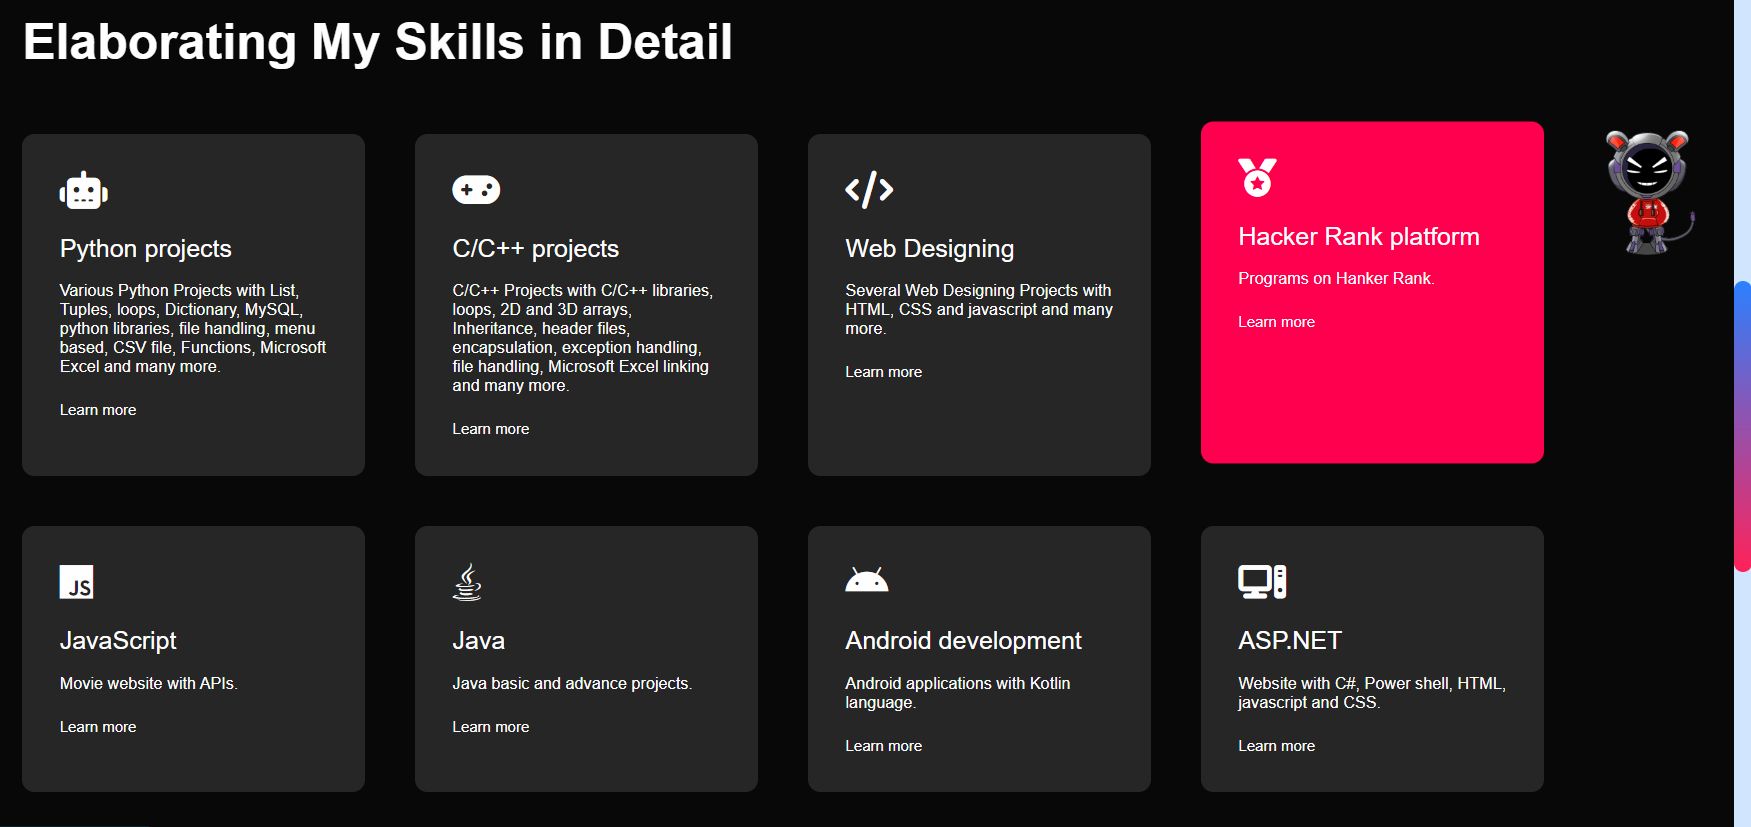 Elaborating My Skills in Detail
Python projects
Various Python Projects with List,
Tuples, loops, Dictionary, MySQL,
python libraries, file handling, menu
based, CSV file, Functions, Microsoft
Excel and many more.
Learn more
C/C++ projects
C/C++ Projects with C/C++ libraries,
loops, 2D and 3D arrays,
Inheritance, header files,
encapsulation, exception handling,
file handling, Microsoft Excel linking
and many more.
Learn more
Web Designing
Several Web Designing Projects with
HTML, CSS and javascript and many
more.
Learn more
Hacker Rank platform
Programs on Hanker Rank.
Learn more
JS
JavaScript
Movie website with APIs.
Learn more
Java
Java basic and advance projects.
Learn more
Android development
Android applications with Kotlin
language.
Learn more
ASP.NET
Website with C#, Power shell, HTML,
javascript and CSS.
Learn more